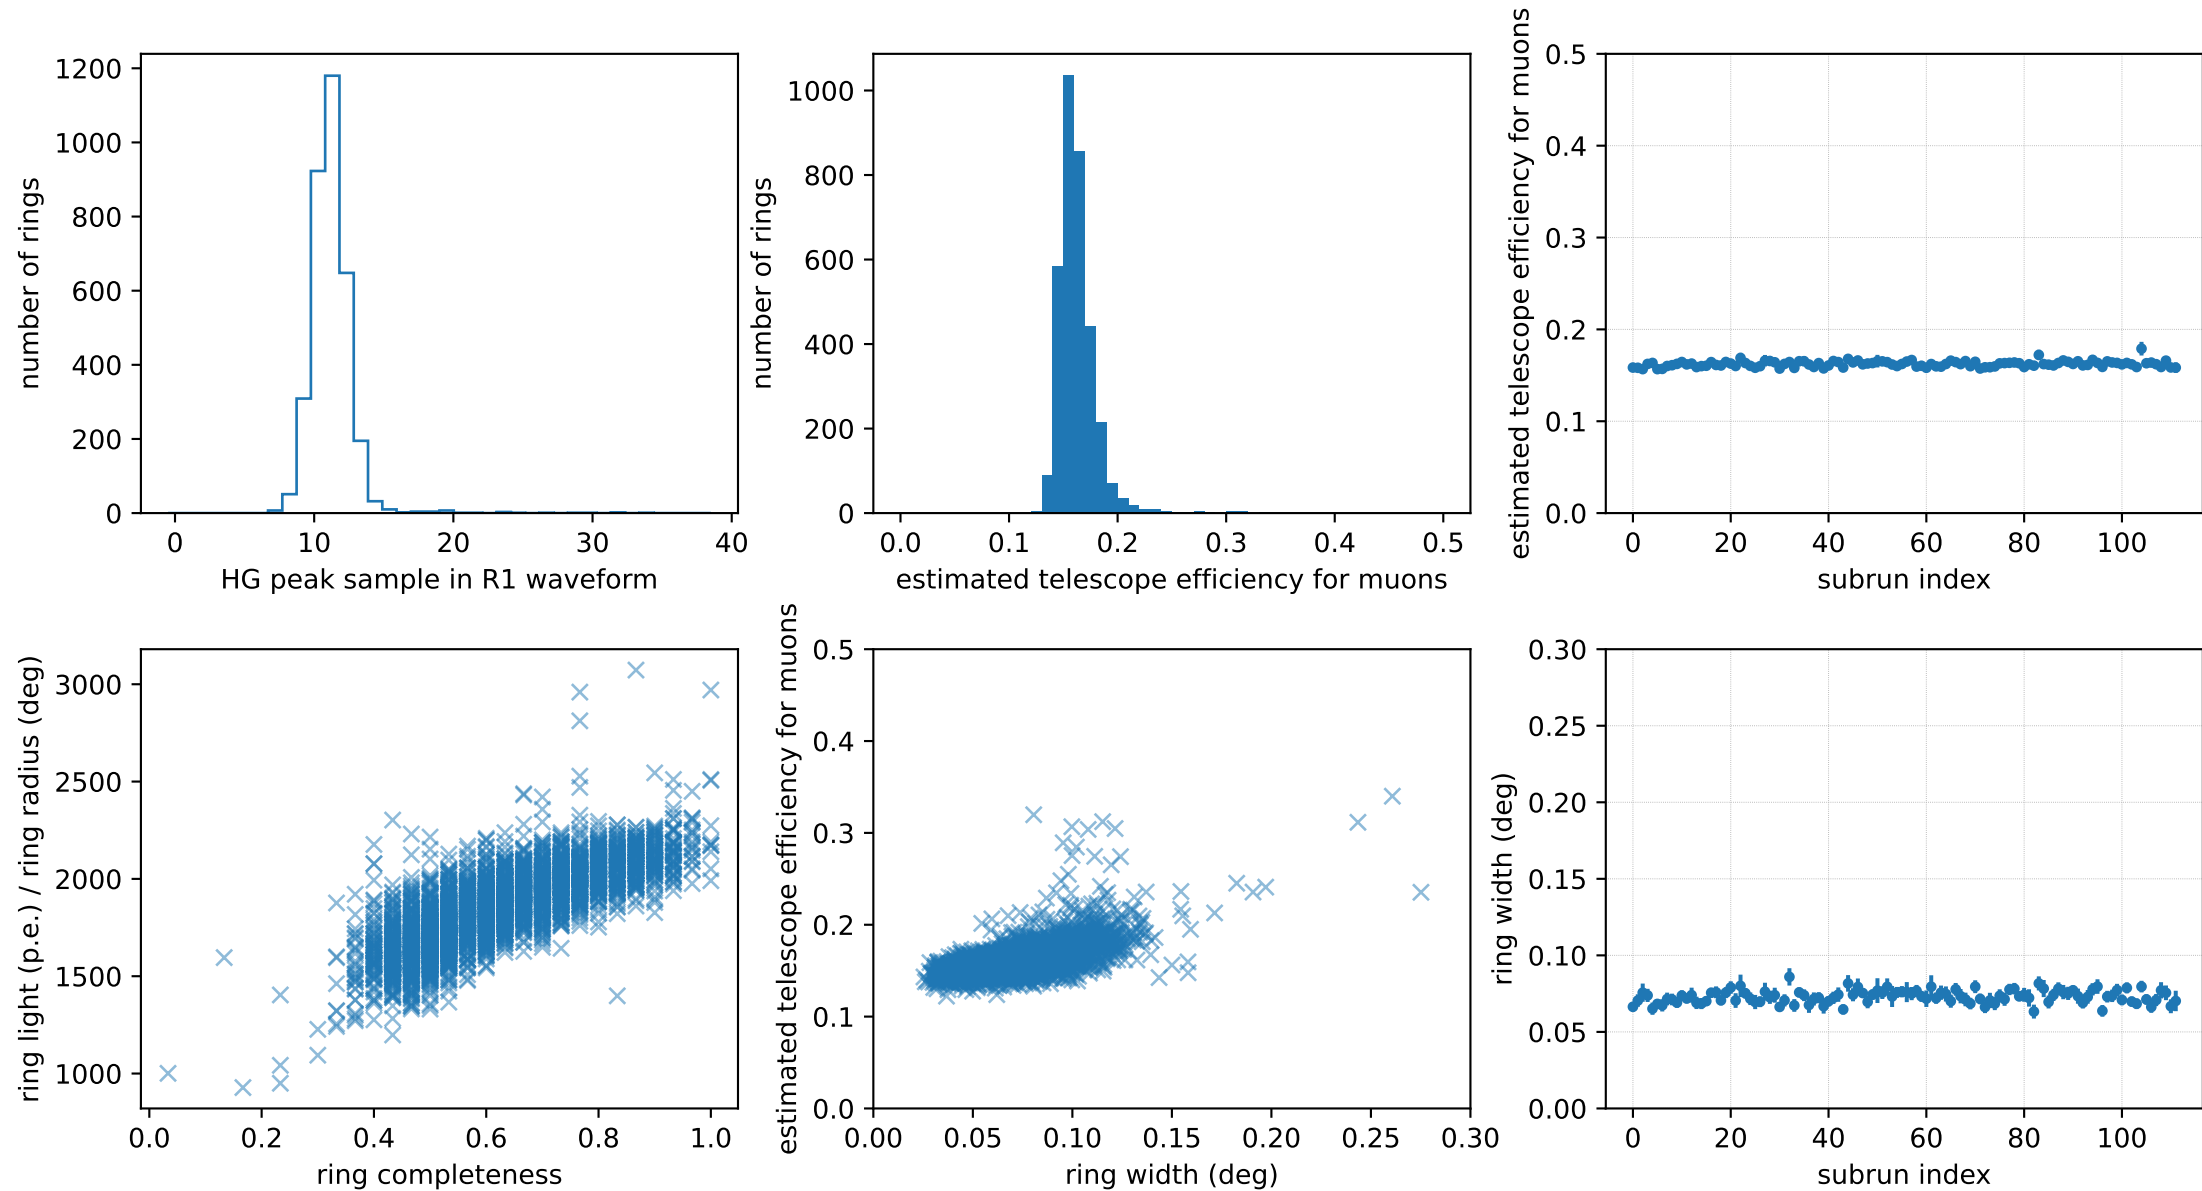 number of rings
1200
1000
800
600
400
200
0
0 10 20 30 40
HG peak sample in R1 waveform
number of rings
1000
800
600
400
200
0
0.0 0.1 0.2 0.3 0.4 0.5
estimated telescope efficiency for muons
estimated telescope efficiency for muons
0.5
0.4
0.3
0.2
0.1
0.0
0 20 40 60 80 100
subrun index
ring light (p.e.) / ring radius (deg)
3000
2500
2000
1500
1000
0.0 0.2 0.4 0.6 0.8 1.0
ring completeness
estimated telescope efficiency for muons
0.5
0.4
0.3
0.2
0.1
0.0
0.00 0.05 0.10 0.15 0.20 0.25 0.30
ring width (deg)
ring width (deg)
0.30
0.25
0.20
0.15
0.10
0.05
0.00
0 20 40 60 80 100
subrun index